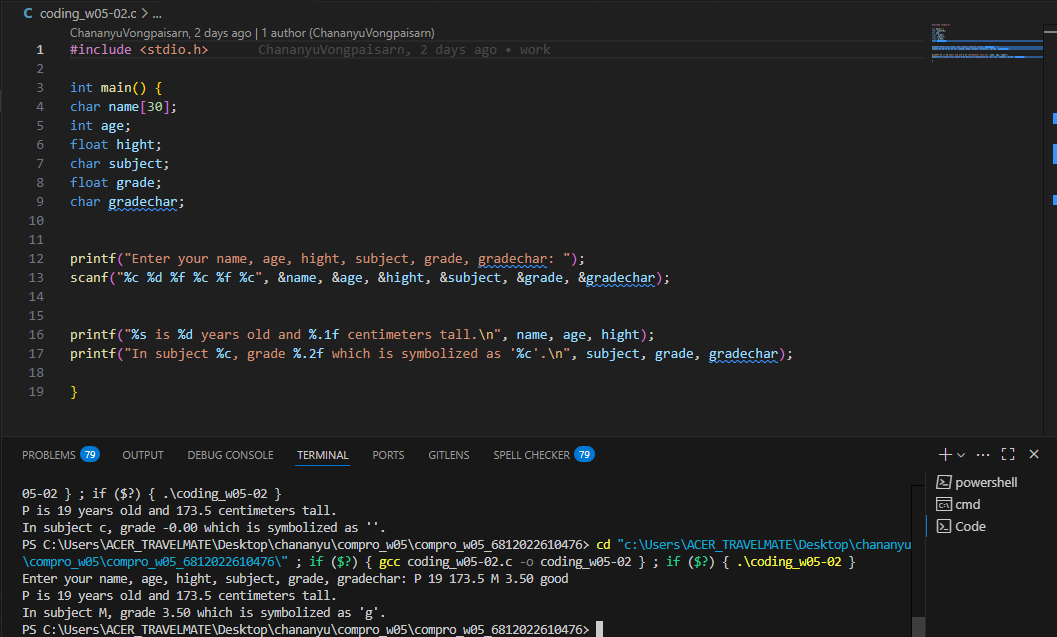 C coding_w05-02.c > ...
ChananyuVongpaisarn, 2 days ago | 1 author (ChananyuVongpaisarn)
1 #include <stdio.h> ChananyuVongpaisarn, 2 days ago • work
2
3 int main() {
4 char name[30];
5 int age;
6 float hight;
7 char subject;
8 float grade;
9 char gradechar;
10
11
12 printf("Enter your name, age, hight, subject, grade, gradechar: ");
13 scanf("%c %d %f %c %f %c", &name, &age, &hight, &subject, &grade, &gradechar);
14
15
16 printf("%s is %d years old and %.1f centimeters tall.\n", name, age, hight);
17 printf("In subject %c, grade %.2f which is symbolized as '%c'.\n", subject, grade, gradechar);
18
19 }
PROBLEMS 79 OUTPUT DEBUG CONSOLE TERMINAL PORTS GITLENS SPELL CHECKER 79
powershell
cmd
Code
05-02 } ; if ($?) { .\coding_w05-02 }
P is 19 years old and 173.5 centimeters tall.
In subject c, grade -0.00 which is symbolized as ''.
PS C:\Users\ACER_TRAVELMATE\Desktop\chananyu\compro_w05\compro_w05_6812022610476> cd "c:\Users\ACER_TRAVELMATE\Desktop\chananyu
\compro_w05\compro_w05_6812022610476\" ; if ($?) { gcc coding_w05-02.c -o coding_w05-02 } ; if ($?) { .\coding_w05-02 }
Enter your name, age, hight, subject, grade, gradechar: P 19 173.5 M 3.50 good
P is 19 years old and 173.5 centimeters tall.
In subject M, grade 3.50 which is symbolized as 'g'.
PS C:\Users\ACER_TRAVELMATE\Desktop\chananyu\compro_w05\compro_w05_6812022610476>